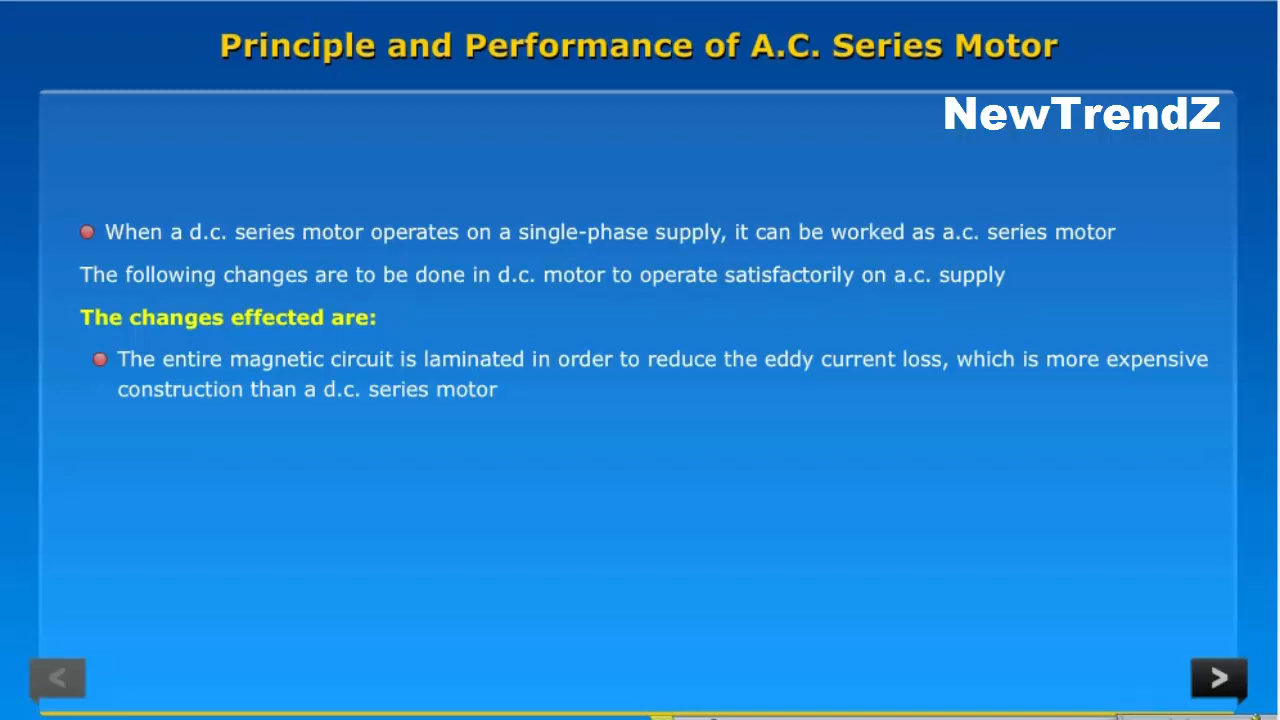 Principle and Performance of A.C. Series Motor
NewTrendZ
When a d.c. series motor operates on a single-phase supply, it can be worked as a.c. series motor
The following changes are to be done in d.c. motor to operate satisfactorily on a.c. supply
The changes effected are:
The entire magnetic circuit is laminated in order to reduce the eddy current loss, which is more expensive
construction than a d.c. series motor
< >